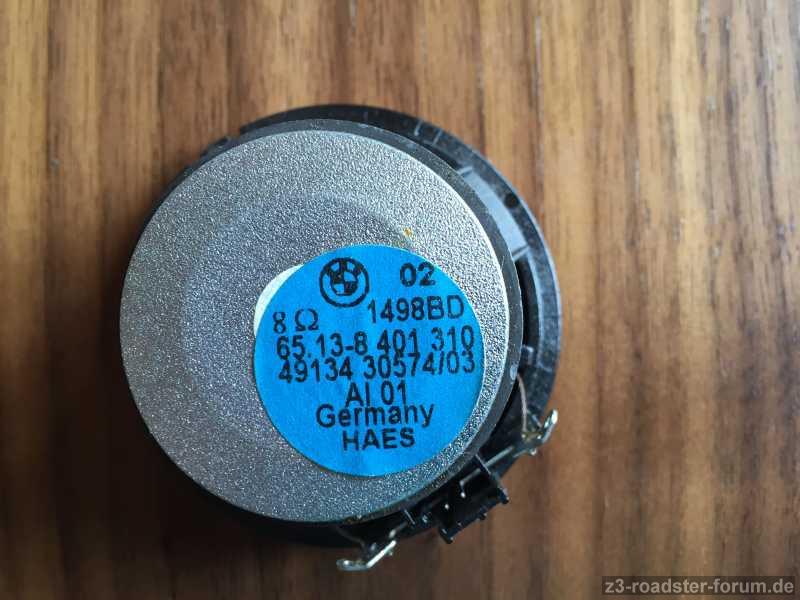 02
8 Ω 1498BD
65.13-8 401 310
49134 30574/03
AI 01
Germany
HAES
z3-roadster-forum.de